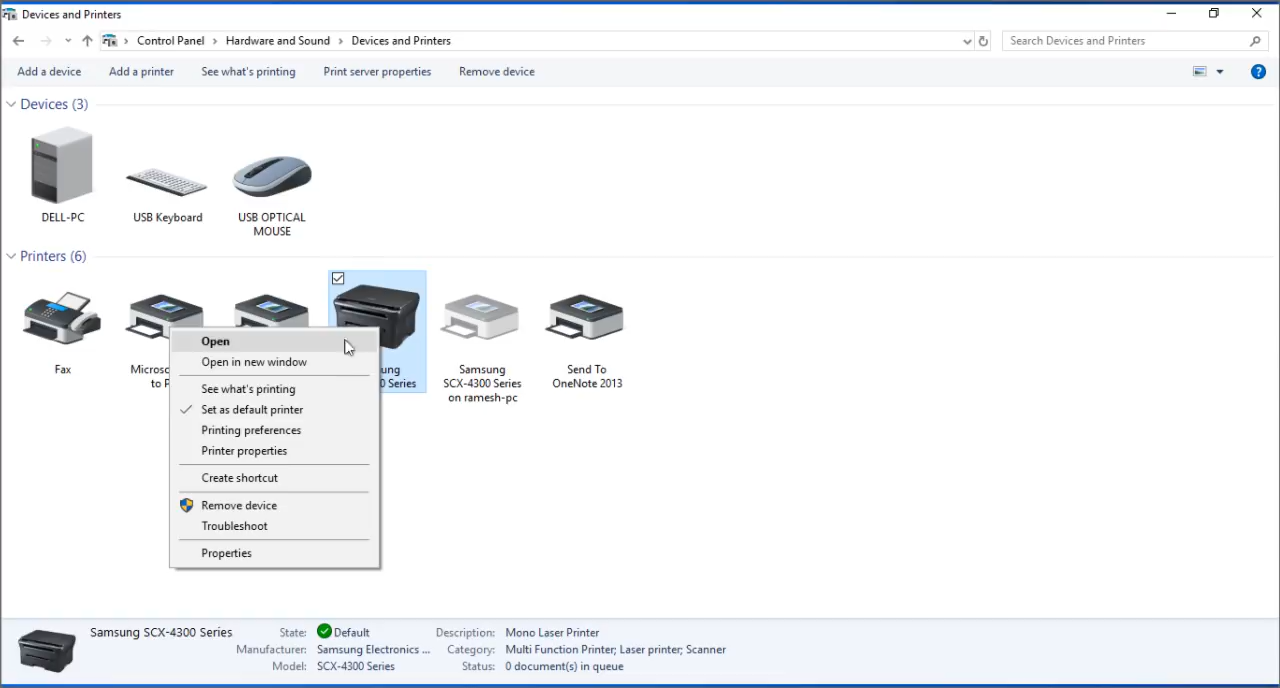 Devices and Printers
Control Panel > Hardware and Sound > Devices and Printers
Search Devices and Printers
Add a device Add a printer See what's printing Print server properties Remove device
Devices (3)
DELL-PC
USB Keyboard
USB OPTICAL
MOUSE
Printers (6)
Fax
to
0 Series
Samsung
SCX-4300 Series
on ramesh-pc
Send To
OneNote 2013
Open
Open in new window
See what's printing
Set as default printer
Printing preferences
Printer properties
Create shortcut
Remove device
Troubleshoot
Properties
Samsung SCX-4300 Series
State: Default
Manufacturer: Samsung Electronics ...
Model: SCX-4300 Series
Description: Mono Laser Printer
Category: Multi Function Printer; Laser printer; Scanner
Status: 0 document(s) in queue